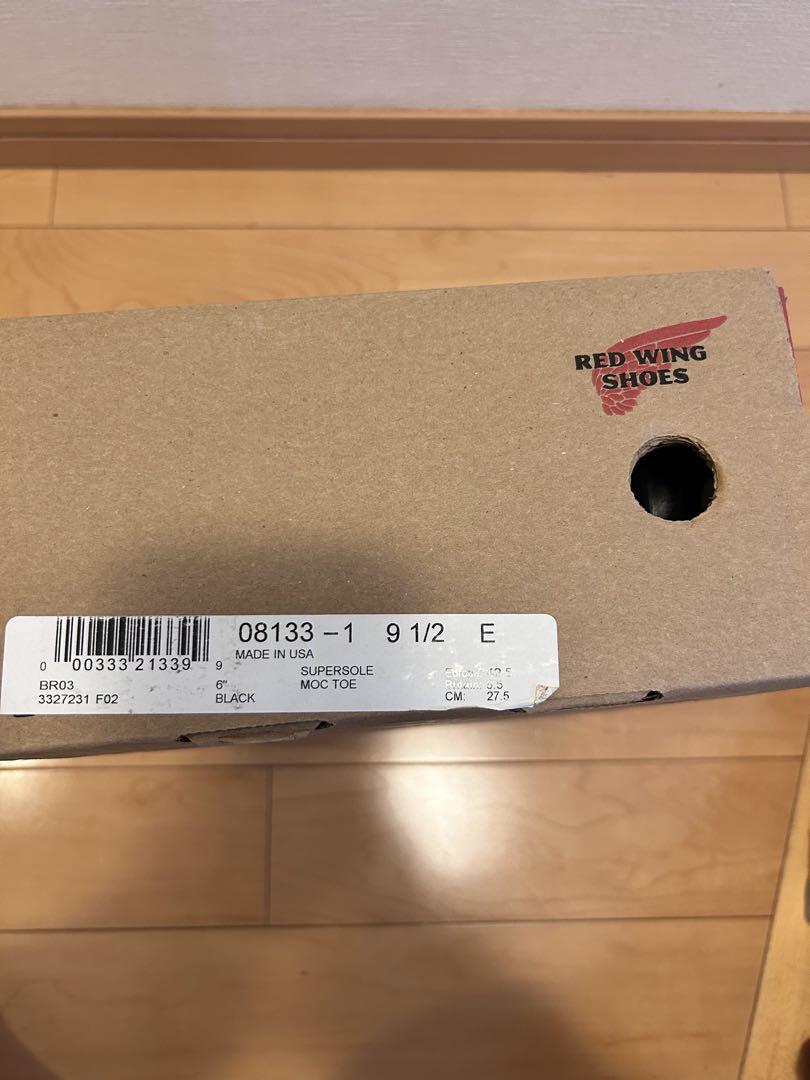 RED WING
SHOES
08133-1 9 1/2 E
MADE IN USA
0 00333 21339 9
SUPERSOLE
BR03 6" MOC TOE
3327231 F02 BLACK CM: 27.5